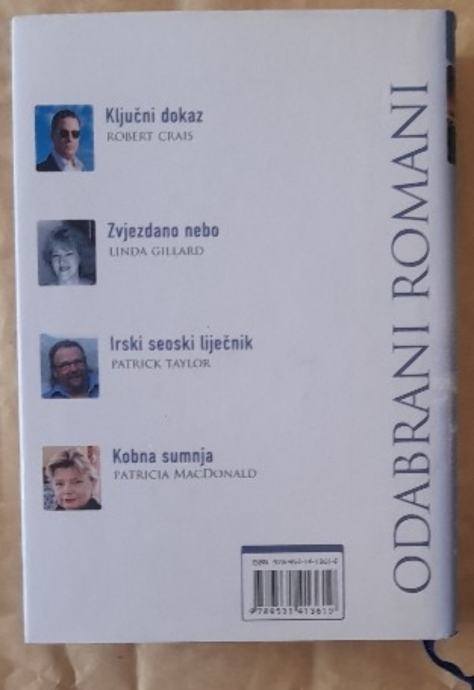 Ključni dokaz
ROBERT CRAIS
Zvjezdano nebo
LINDA GILLARD
Irski seoski liječnik
PATRICK TAYLOR
Kobna sumnja
PATRICIA MACDONALD
ODABRANI ROMANI
ISBN